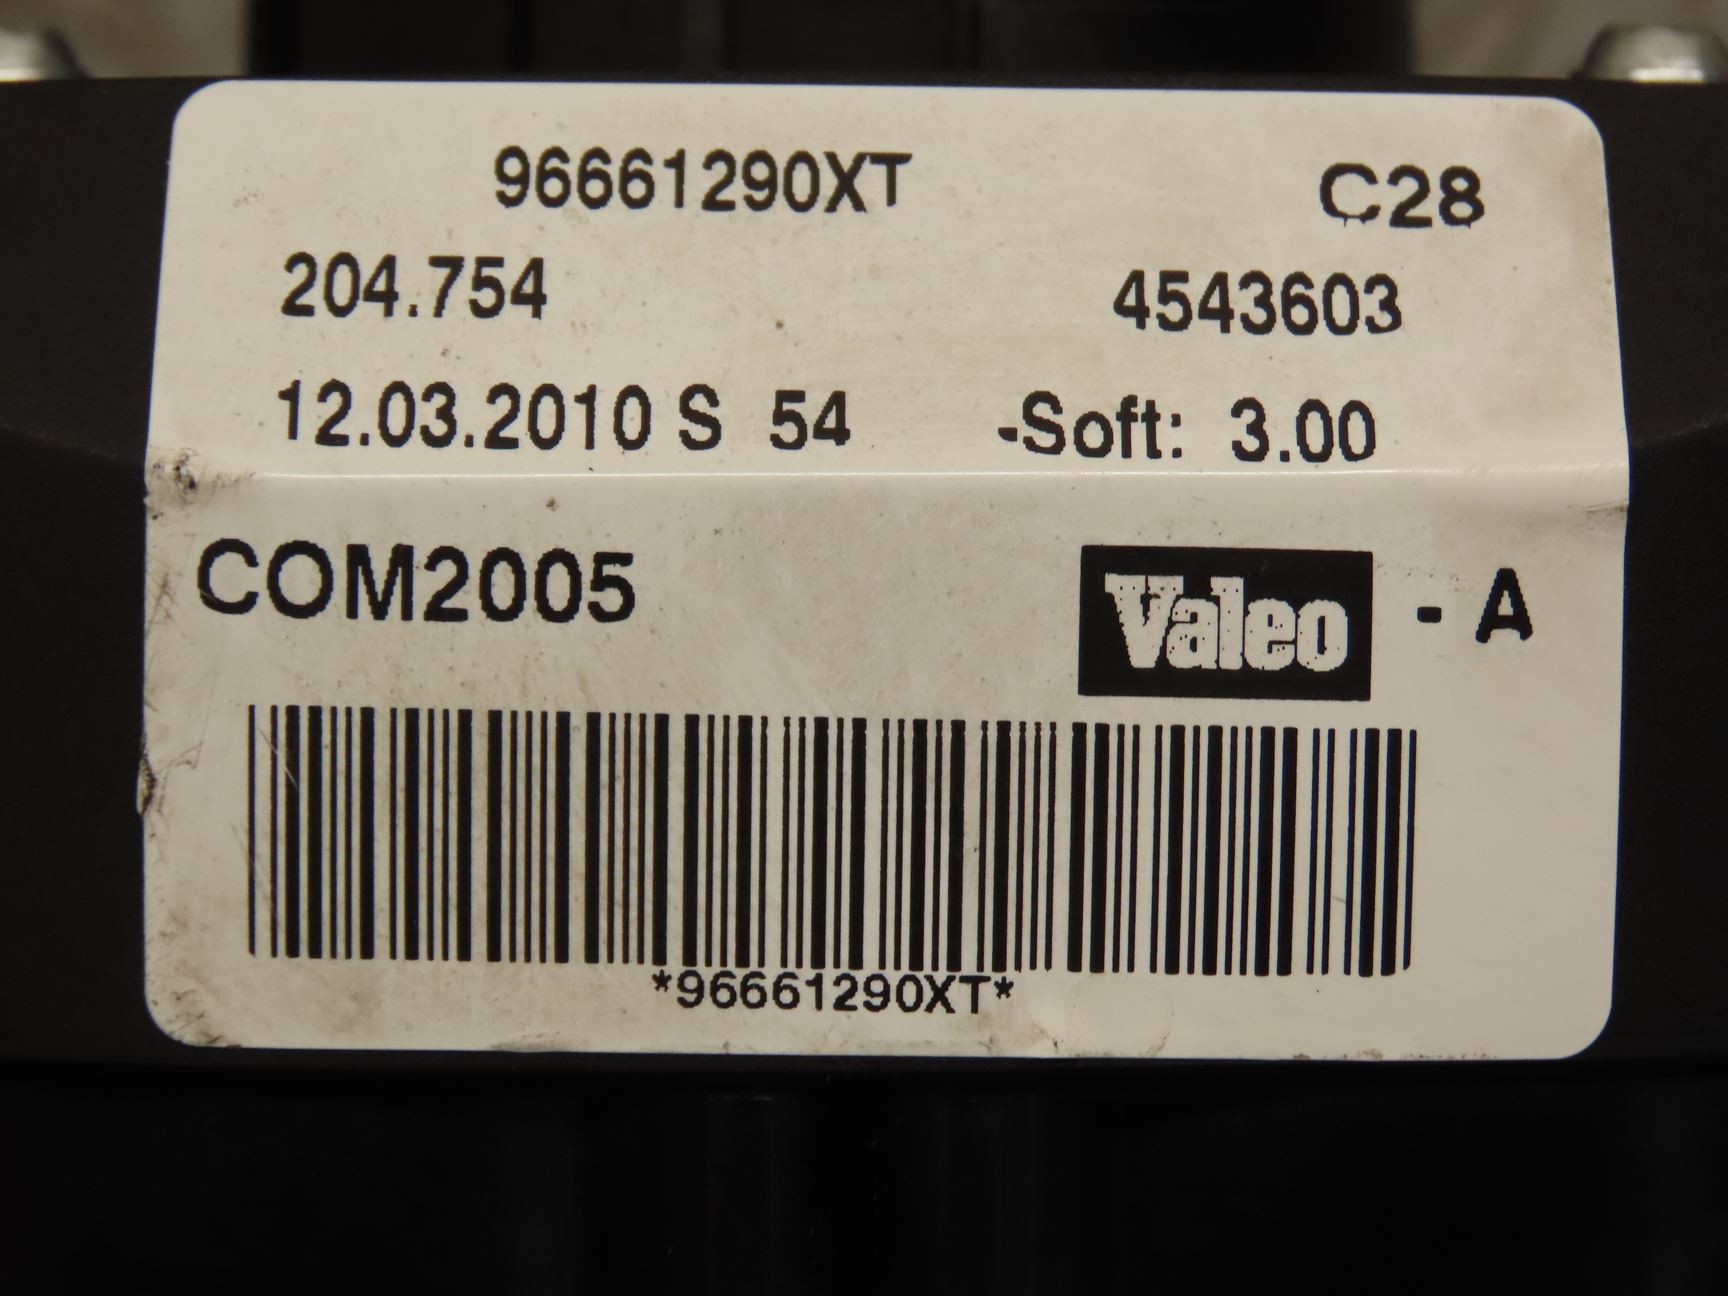 96661290XT C28
204.754 4543603
12.03.2010 S 54 -Soft: 3.00
COM2005 Valeo - A
*96661290XT*